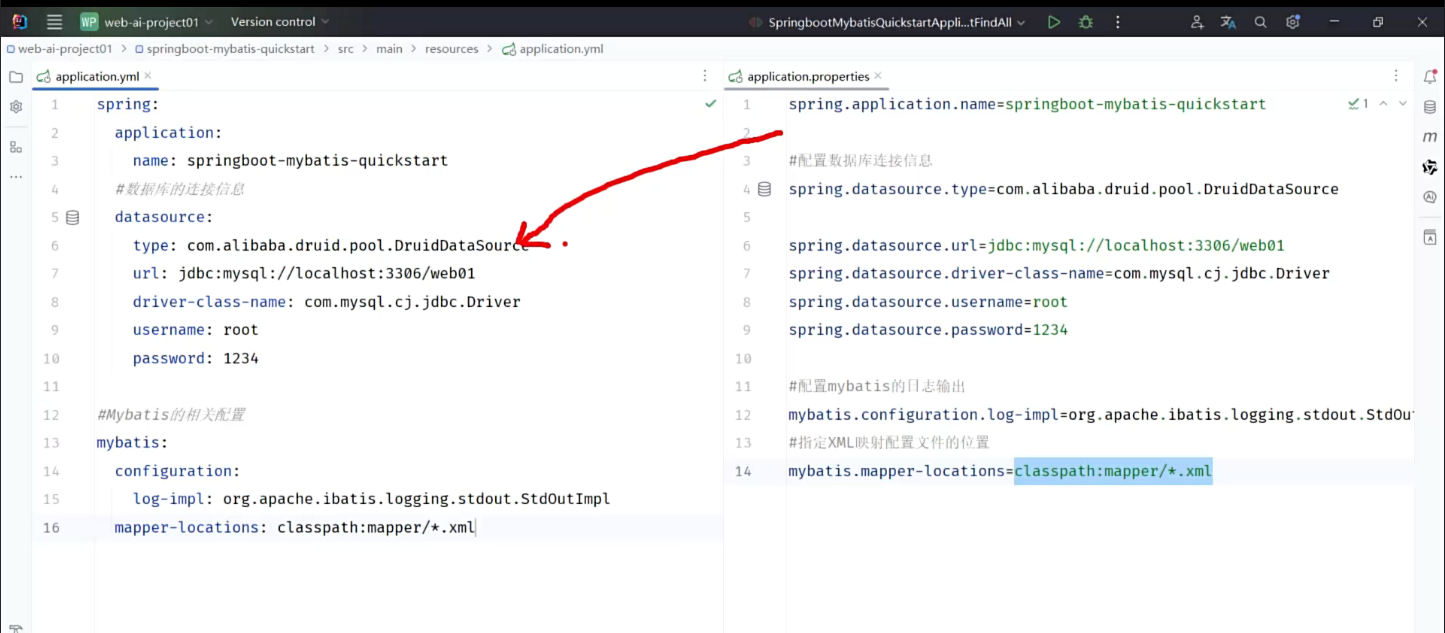 WP web-ai-project01 Version control SpringbootMybatisQuickstartAppli...tFindAll
web-ai-project01 > springboot-mybatis-quickstart > src > main > resources > application.yml
application.yml
1 spring:
2 application:
3 name: springboot-mybatis-quickstart
4 #数据库的连接信息
5 datasource:
6 type: com.alibaba.druid.pool.DruidDataSource
7 url: jdbc:mysql://localhost:3306/web01
8 driver-class-name: com.mysql.cj.jdbc.Driver
9 username: root
10 password: 1234
11
12 #Mybatis的相关配置
13 mybatis:
14 configuration:
15 log-impl: org.apache.ibatis.logging.stdout.StdOutImpl
16 mapper-locations: classpath:mapper/*.xml
application.properties
1 spring.application.name=springboot-mybatis-quickstart
1
2
3 #配置数据库连接信息
4 spring.datasource.type=com.alibaba.druid.pool.DruidDataSource
5
6 spring.datasource.url=jdbc:mysql://localhost:3306/web01
7 spring.datasource.driver-class-name=com.mysql.cj.jdbc.Driver
8 spring.datasource.username=root
9 spring.datasource.password=1234
10
11 #配置mybatis的日志输出
12 mybatis.configuration.log-impl=org.apache.ibatis.logging.stdout.StdOu
13 #指定XML映射配置文件的位置
14 mybatis.mapper-locations=classpath:mapper/*.xml
m